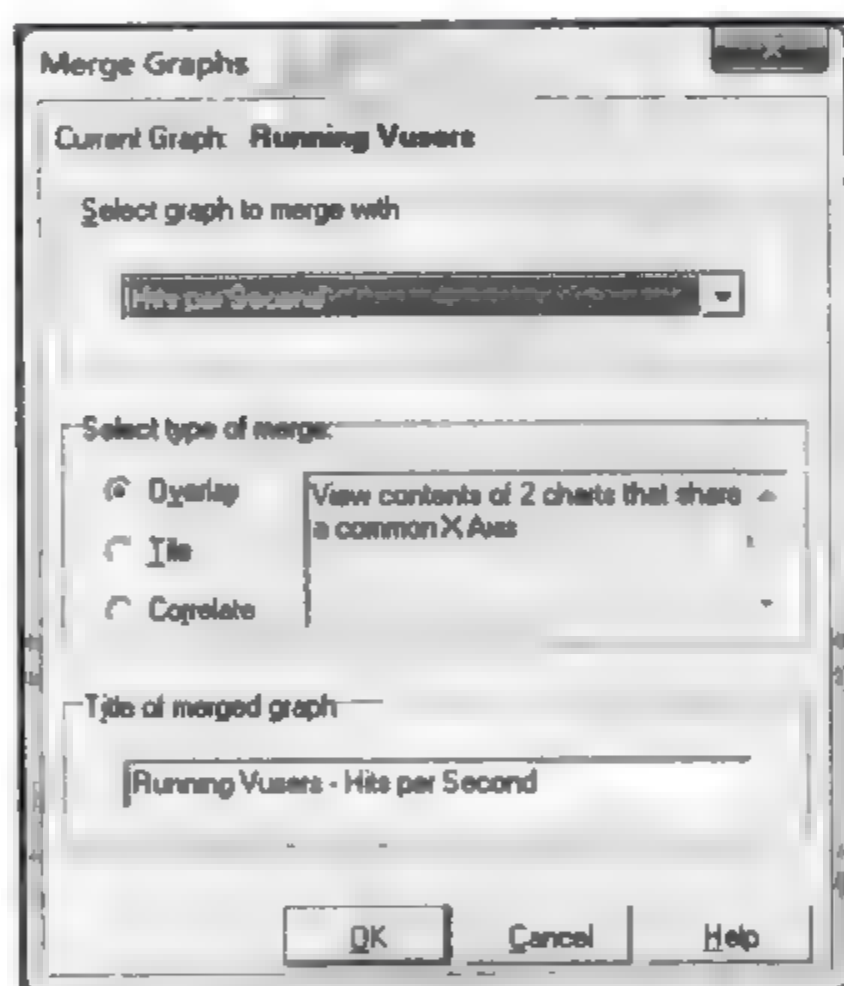 Merge Graphs
Current Graph: Running Vusers
Select graph to merge with
Hits per Second
Select type of merge:
Overlay
View contents of 2 charts that share
a common X Axis
Tile
Correlate
Title of merged graph
Running Vusers - Hits per Second
OK
Cancel
Help